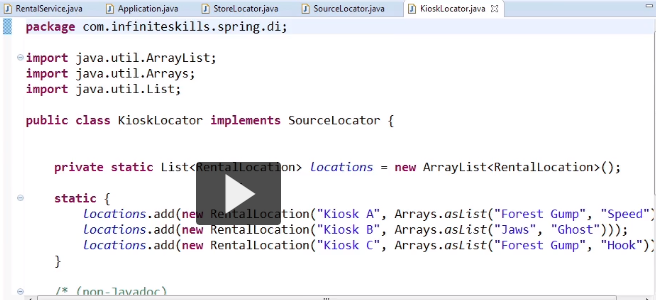 RentalService.java Application.java StoreLocator.java SourceLocator.java KioskLocator.java
package com.infiniteskills.spring.di;
import java.util.ArrayList;
import java.util.Arrays;
import java.util.List;
public class KioskLocator implements SourceLocator {
private static List<RentalLocation> locations = new ArrayList<RentalLocation>();
static {
locations.add(new RentalLocation("Kiosk A", Arrays.asList("Forest Gump", "Speed")
locations.add(new RentalLocation("Kiosk B", Arrays.asList("Jaws", "Ghost")));
locations.add(new RentalLocation("Kiosk C", Arrays.asList("Forest Gump", "Hook"))
}
/* (non-Javadoc)